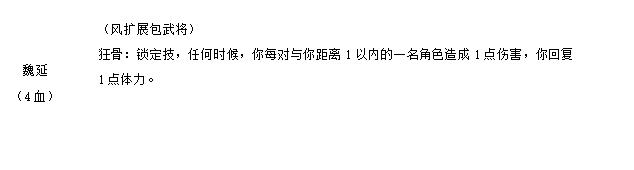 （风扩展包武将）
狂骨：锁定技，任何时候，你每对与你距离 1 以内的一名角色造成 1 点伤害，你回复
1 点体力。
魏延
（4 血）